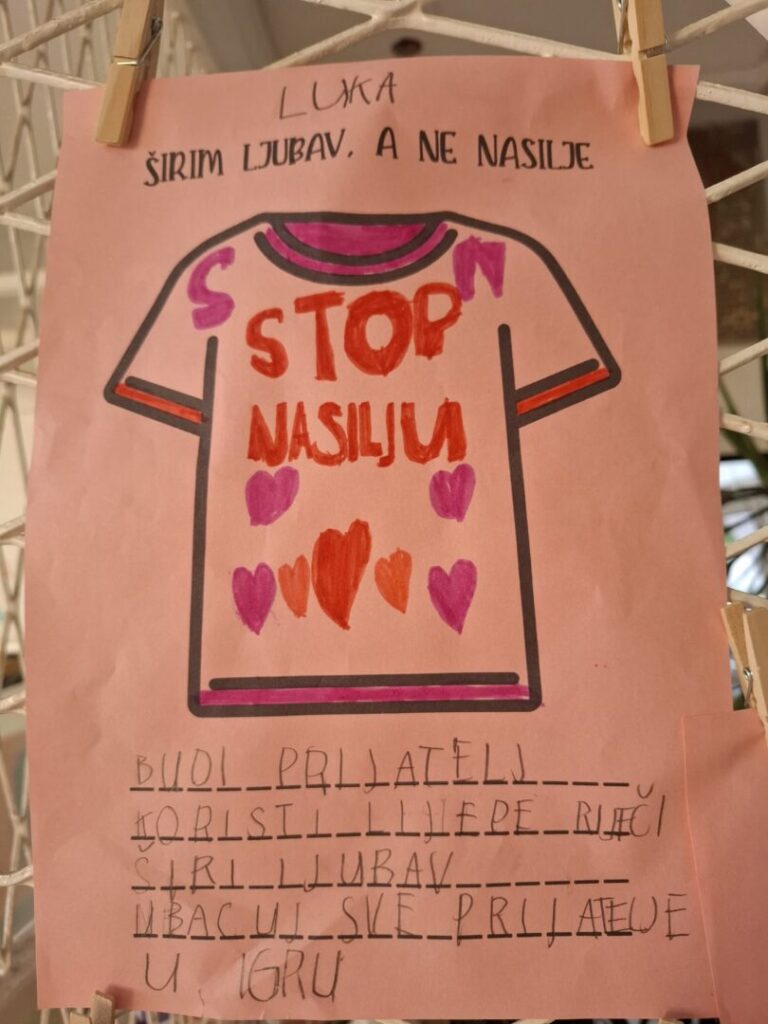 LUKA
ŠIRIM LJUBAV, A NE NASILJE
S N
STOP
NASILJU
BUDI PRIJATELJ
KORISTI LIJEPE RIJEČI
ŠIRI LJUBAV
UBACUJ SVE PRIJATELJE
U IGRU